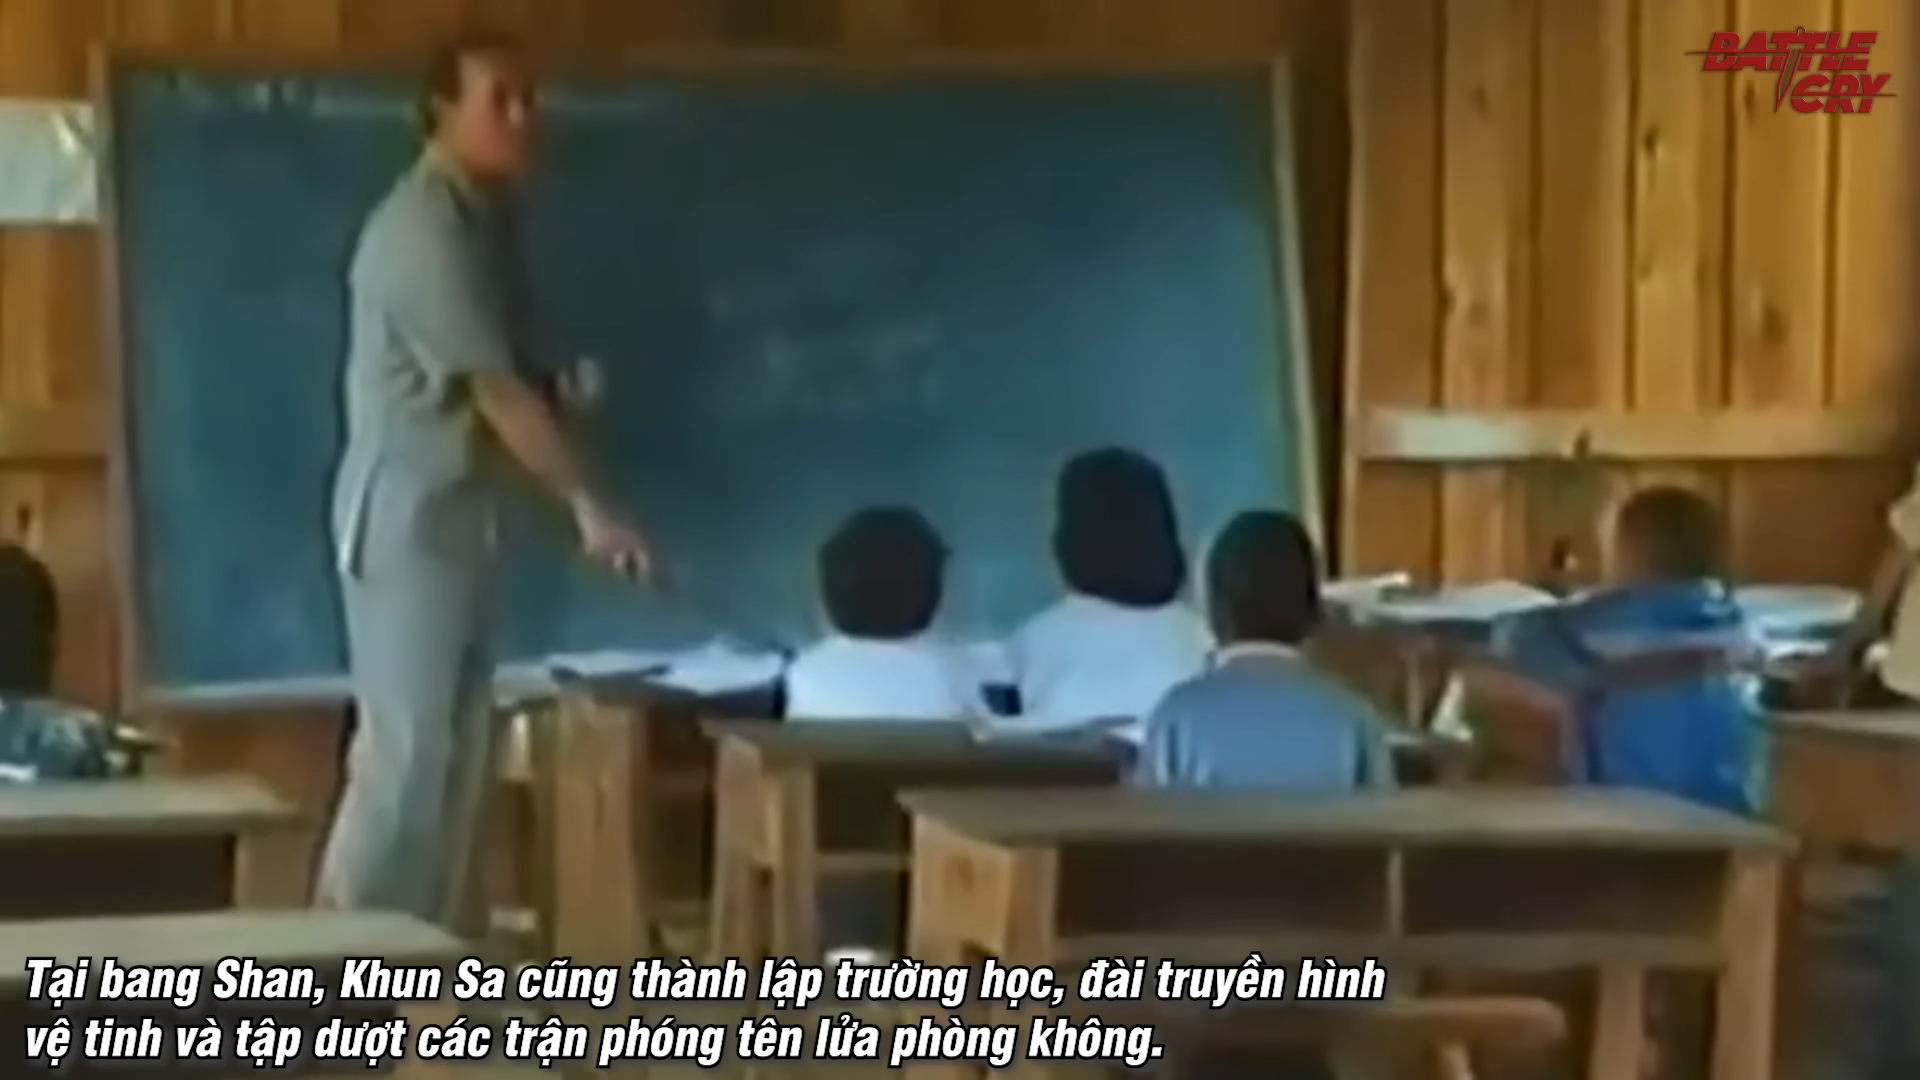 BATTLE
CRY
Tại bang Shan, Khun Sa cũng thành lập trường học, đài truyền hình
vệ tinh và tập dượt các trận phóng tên lửa phòng không.